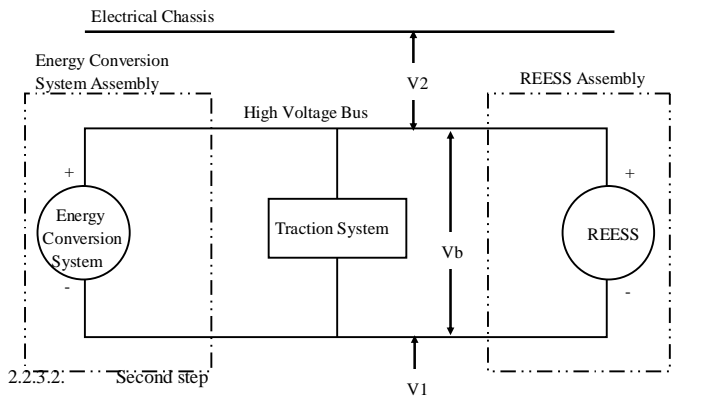 Electrical Chassis
Energy Conversion
System Assembly
V2
REESS Assembly
High Voltage Bus
+
+
Energy
Conversion
System
Traction System
REESS
Vb
-
-
2.2.3.2. Second step
V1